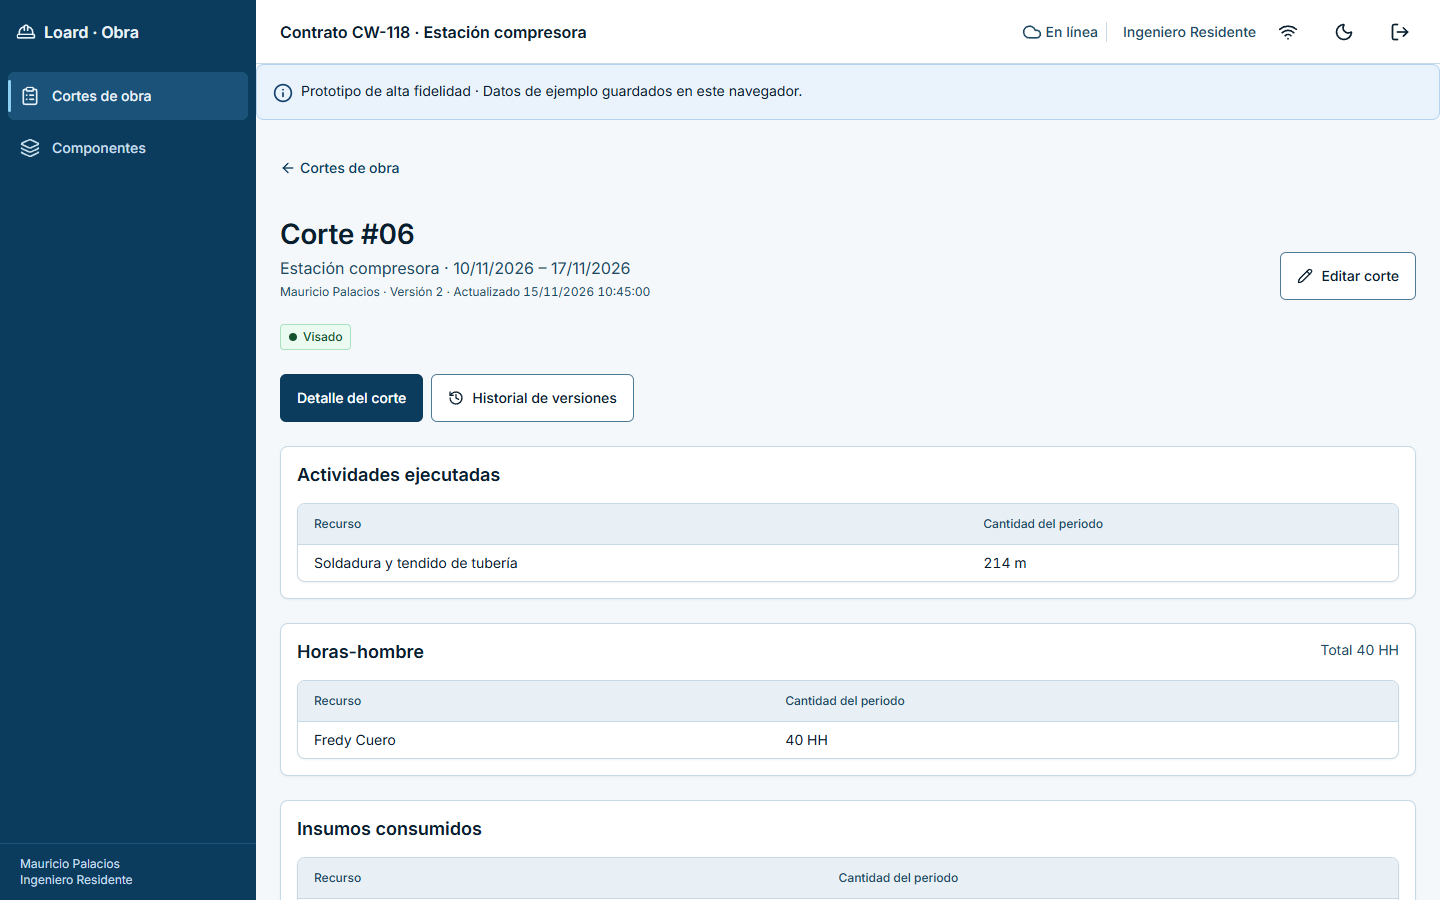 Loard · Obra
Contrato CW-118 · Estación compresora
En línea
Ingeniero Residente
Cortes de obra
Componentes
Prototipo de alta fidelidad · Datos de ejemplo guardados en este navegador.
Cortes de obra
Corte #06
Estación compresora · 10/11/2026 – 17/11/2026
Mauricio Palacios · Versión 2 · Actualizado 15/11/2026 10:45:00
Editar corte
Visado
Detalle del corte
Historial de versiones
Actividades ejecutadas
Recurso Cantidad del periodo
Soldadura y tendido de tubería 214 m
Horas-hombre
Total 40 HH
Recurso Cantidad del periodo
Fredy Cuero 40 HH
Insumos consumidos
Recurso Cantidad del periodo
Mauricio Palacios
Ingeniero Residente